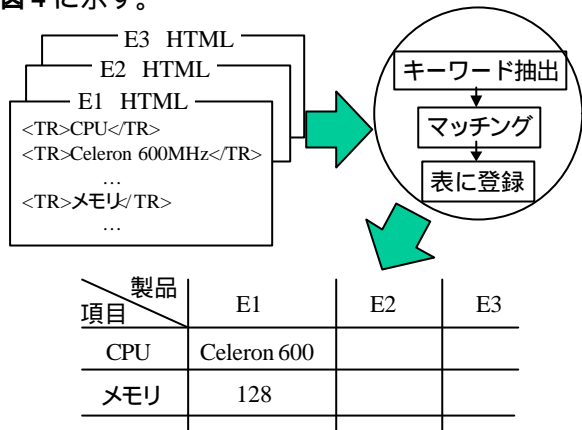 図4に示す。
E3 HTML
E2 HTML
E1 HTML
<TR>CPU</TR>
<TR>Celeron 600MHz</TR>
…
<TR>メモリ</TR>
…
キーワード抽出
マッチング
表に登録
製品
項目
E1 E2 E3
CPU Celeron 600
メモリ 128